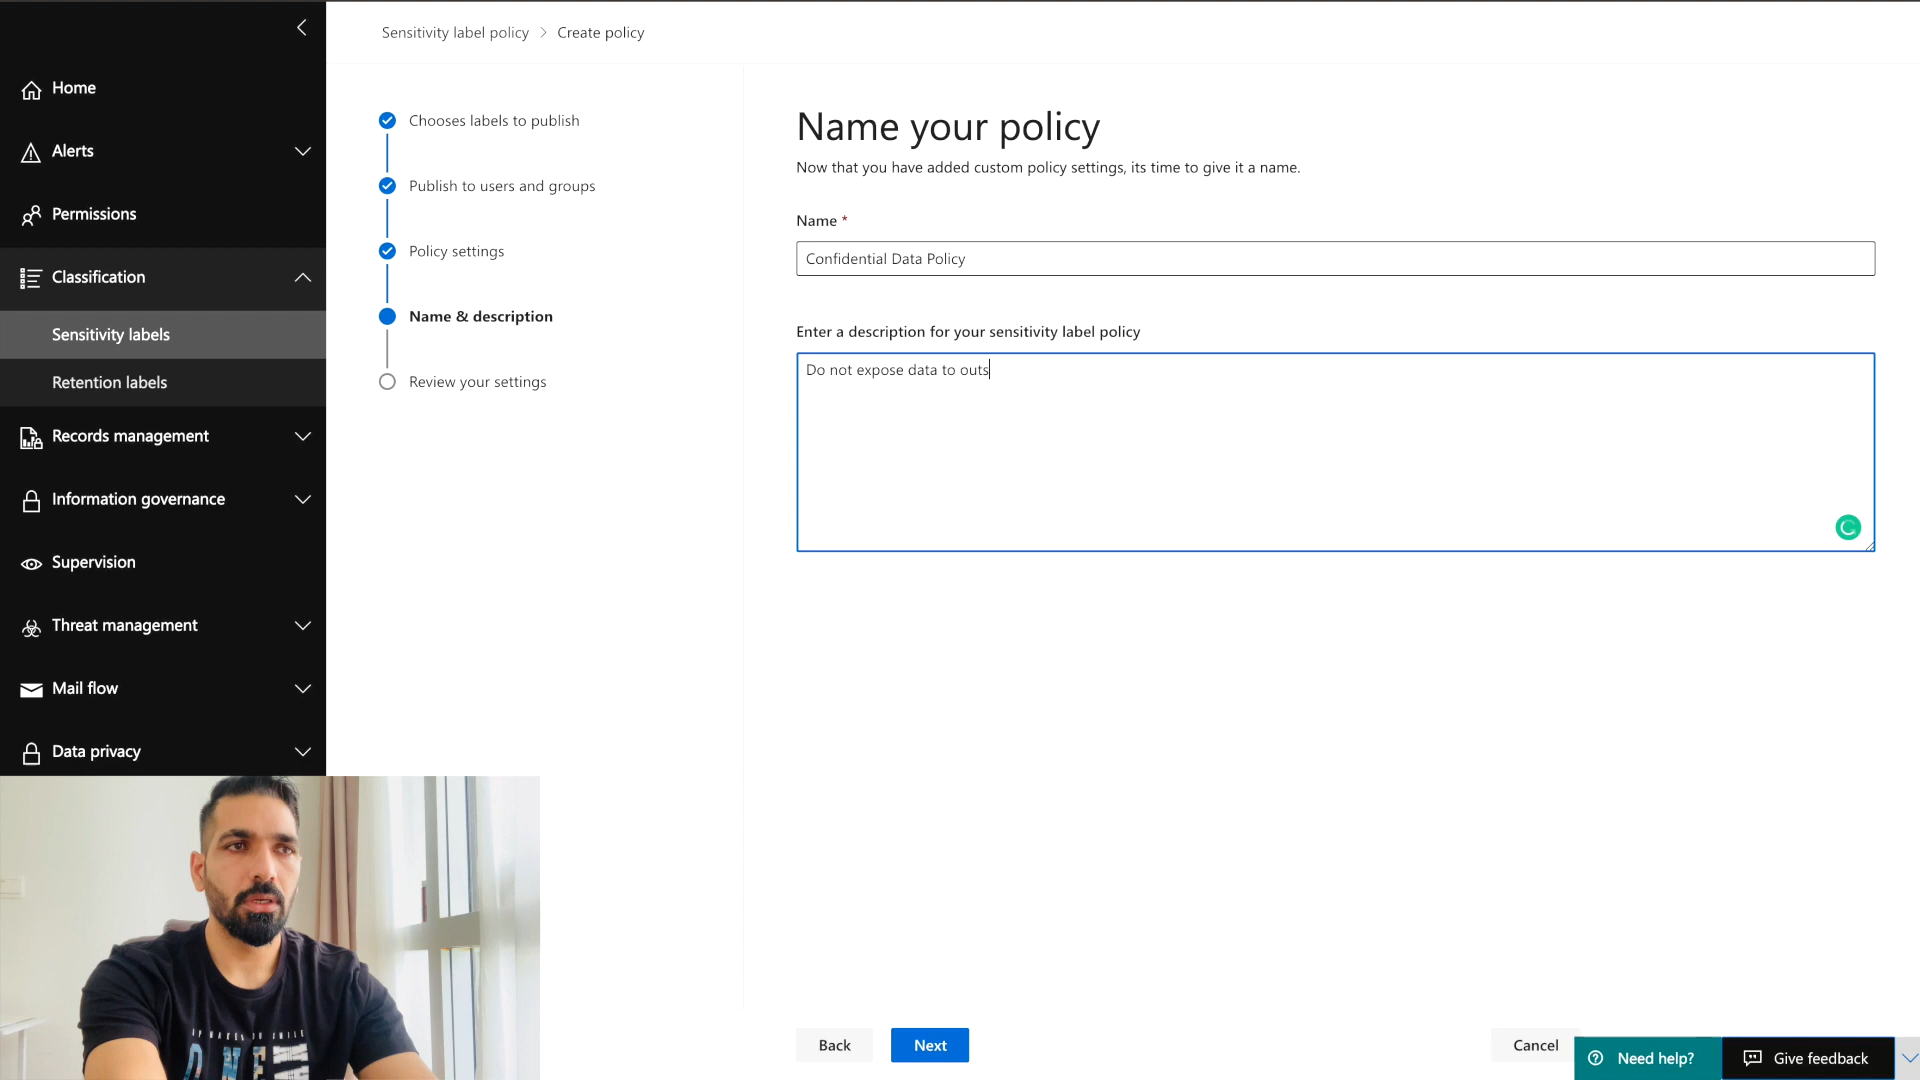 Sensitivity label policy > Create policy
Home
Alerts
Permissions
Classification
Sensitivity labels
Retention labels
Records management
Information governance
Supervision
Threat management
Mail flow
Data privacy
Chooses labels to publish
Publish to users and groups
Policy settings
Name & description
Review your settings
Name your policy
Now that you have added custom policy settings, its time to give it a name.
Name *
Confidential Data Policy
Enter a description for your sensitivity label policy
Do not expose data to outs
Back
Next
Cancel
Need help?
Give feedback